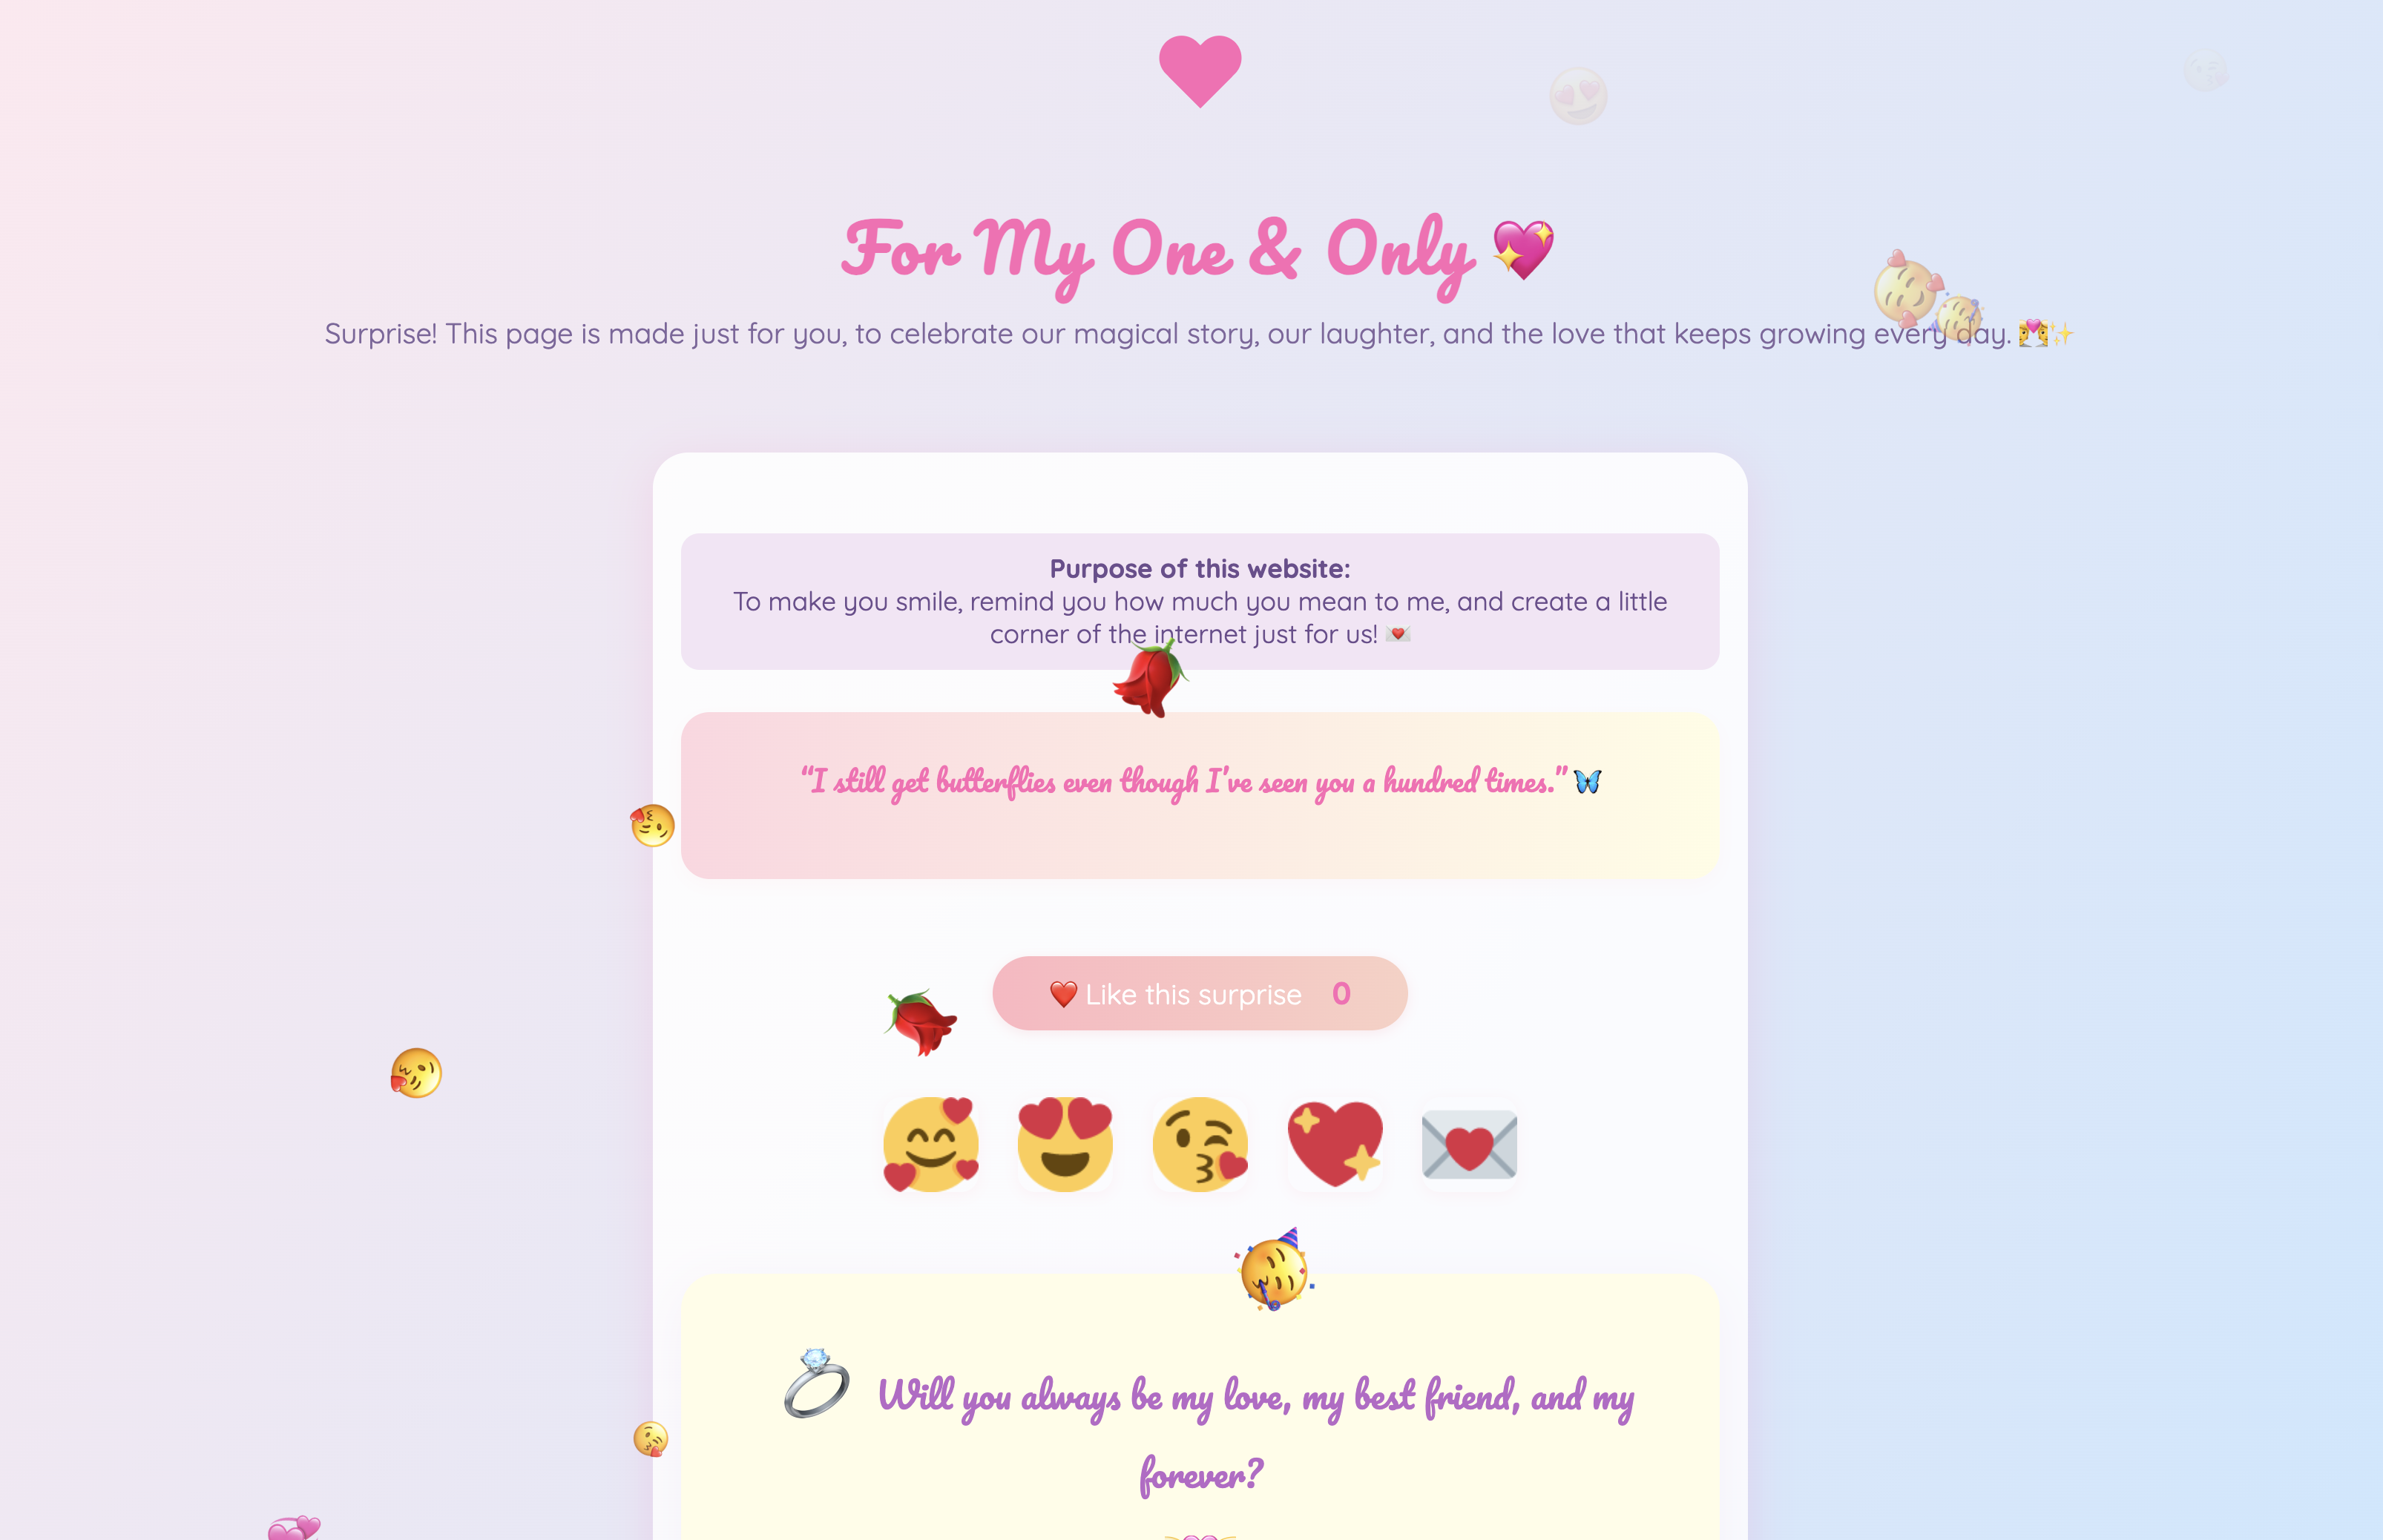 For My One & Only 💖
Surprise! This page is made just for you, to celebrate our magical story, our laughter, and the love that keeps growing every day. 💏✨
Purpose of this website:
To make you smile, remind you how much you mean to me, and create a little
corner of the internet just for us! 💌
“I still get butterflies even though I’ve seen you a hundred times.” 🦋
❤️ Like this surprise 0
Will you always be my love, my best friend, and my
forever?